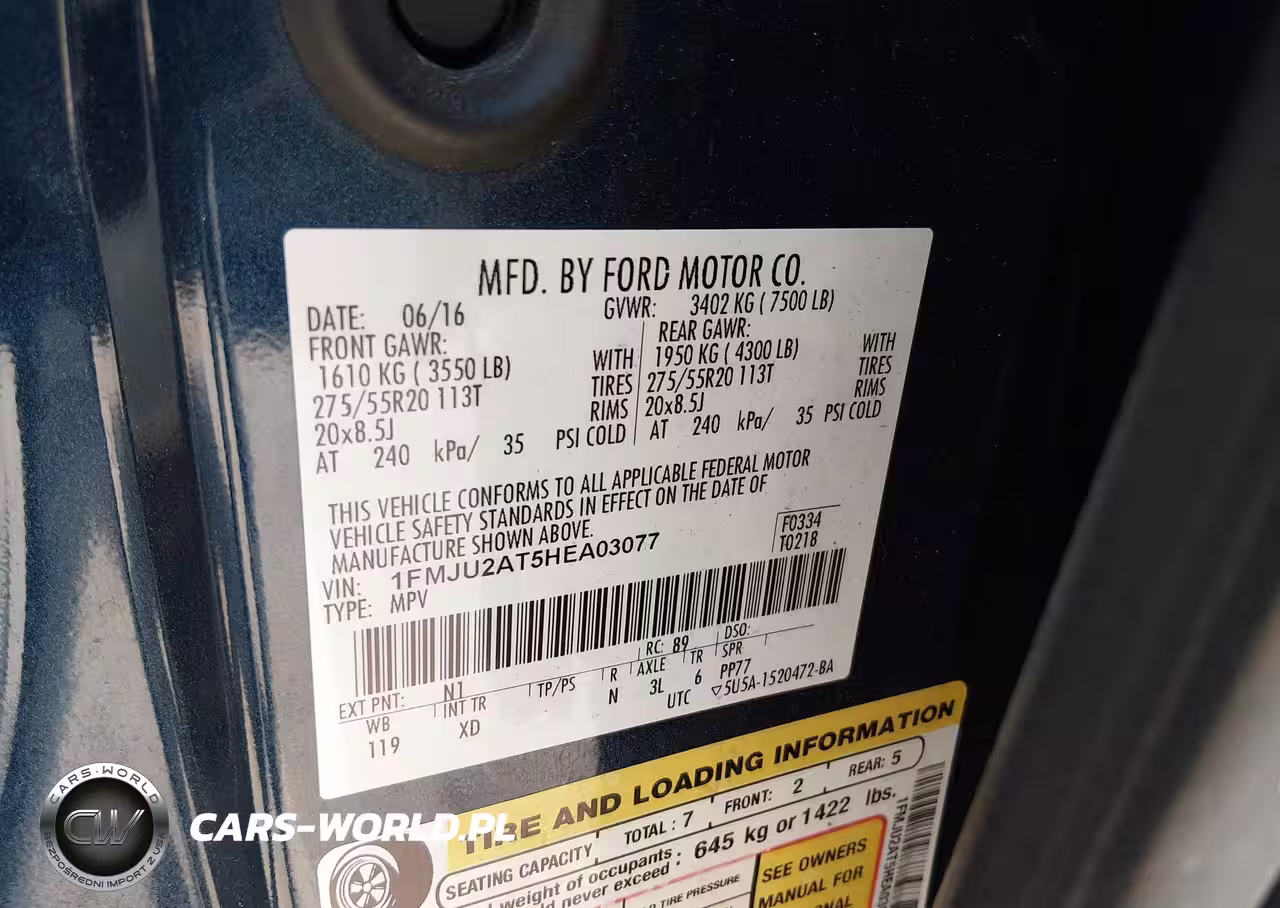 MFD. BY FORD MOTOR CO.
DATE: 06/16 GVWR: 3402 KG ( 7500 LB)
FRONT GAWR: REAR GAWR:
1610 KG ( 3550 LB) WITH 1950 KG ( 4300 LB) WITH
275/55R20 113T TIRES 275/55R20 113T TIRES
20x8.5J RIMS 20x8.5J RIMS
AT 240 kPa/ 35 PSI COLD AT 240 kPa/ 35 PSI COLD
THIS VEHICLE CONFORMS TO ALL APPLICABLE FEDERAL MOTOR
VEHICLE SAFETY STANDARDS IN EFFECT ON THE DATE OF
MANUFACTURE SHOWN ABOVE.
F0334
T0218
VIN: 1FMJU2AT5HEA03077
TYPE: MPV
RC: 89 DSO:
EXT PNT: N1
WB INT TR TP/PS R AXLE TR SPR
119 XD N 3L 6 PP77
UTC ▽5U5A-1520472-BA
TIRE AND LOADING INFORMATION
SEATING CAPACITY TOTAL : 7 FRONT: 2 REAR: 5
weight of occupants : 645 kg or 1422 lbs.
never exceed
TIRE PRESSURE
SEE OWNERS
MANUAL FOR
CARS-WORLD
CW
BEZPOŚREDNI IMPORT Z USA
CARS-WORLD.PL